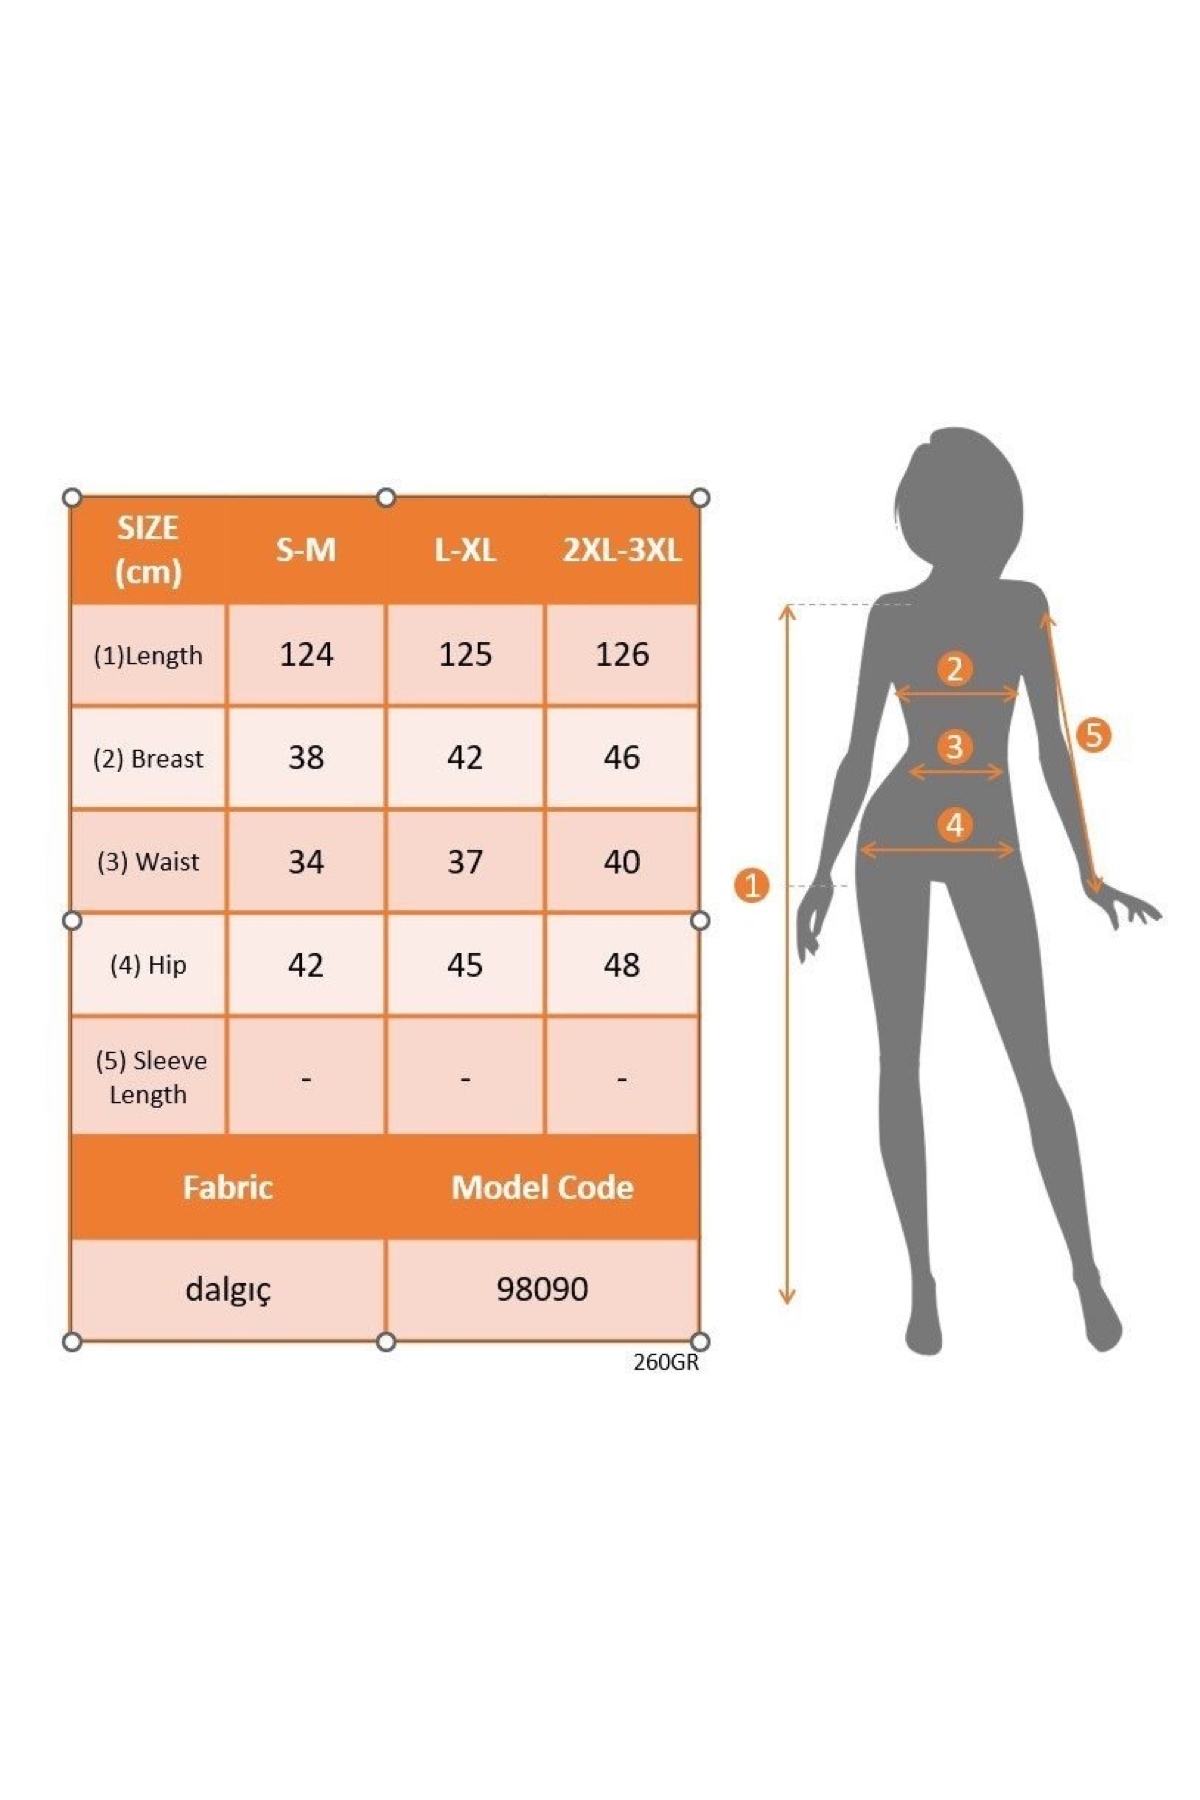 SIZE
(cm)
S-M
L-XL
2XL-3XL
(1)Length
124
125
126
(2) Breast
38
42
46
(3) Waist
34
37
40
(4) Hip
42
45
48
(5) Sleeve
Length
-
-
-
Fabric
Model Code
dalgıç
98090
260GR
2
3
4
5
1